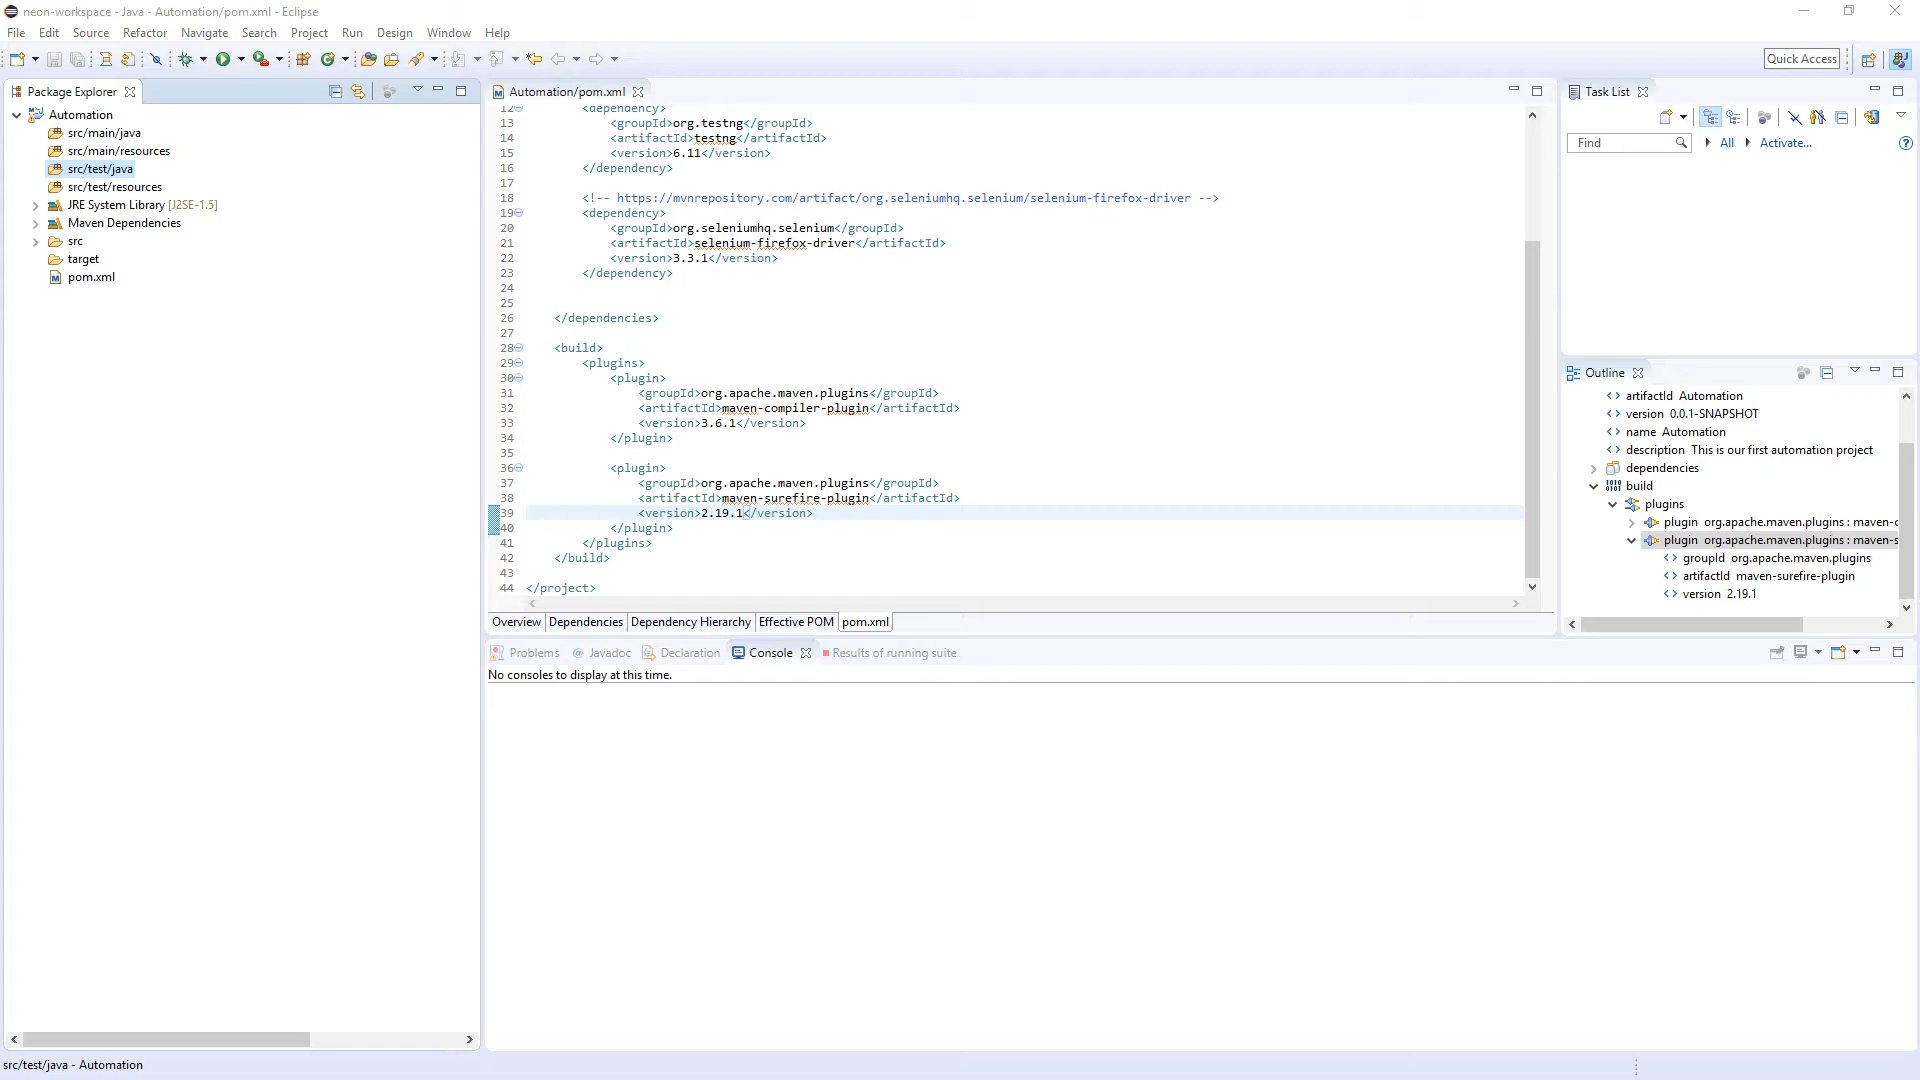 neon-workspace - Java - Automation/pom.xml - Eclipse
File Edit Source Refactor Navigate Search Project Run Design Window Help
Quick Access
Package Explorer
Automation
src/main/java
src/main/resources
src/test/java
src/test/resources
JRE System Library [J2SE-1.5]
Maven Dependencies
src
target
pom.xml
Automation/pom.xml
12 <dependency>
13 <groupId>org.testng</groupId>
14 <artifactId>testng</artifactId>
15 <version>6.11</version>
16 </dependency>
17
18 <!-- https://mvnrepository.com/artifact/org.seleniumhq.selenium/selenium-firefox-driver -->
19 <dependency>
20 <groupId>org.seleniumhq.selenium</groupId>
21 <artifactId>selenium-firefox-driver</artifactId>
22 <version>3.3.1</version>
23 </dependency>
24
25
26 </dependencies>
27
28 <build>
29 <plugins>
30 <plugin>
31 <groupId>org.apache.maven.plugins</groupId>
32 <artifactId>maven-compiler-plugin</artifactId>
33 <version>3.6.1</version>
34 </plugin>
35
36 <plugin>
37 <groupId>org.apache.maven.plugins</groupId>
38 <artifactId>maven-surefire-plugin</artifactId>
39 <version>2.19.1</version>
40 </plugin>
41 </plugins>
42 </build>
43
44 </project>
Overview Dependencies Dependency Hierarchy Effective POM pom.xml
Task List
Find All Activate...
Outline
artifactId Automation
version 0.0.1-SNAPSHOT
name Automation
description This is our first automation project
dependencies
build
plugins
plugin org.apache.maven.plugins : maven-c
plugin org.apache.maven.plugins : maven-s
groupId org.apache.maven.plugins
artifactId maven-surefire-plugin
version 2.19.1
Problems @ Javadoc Declaration Console Results of running suite
No consoles to display at this time.
src/test/java - Automation